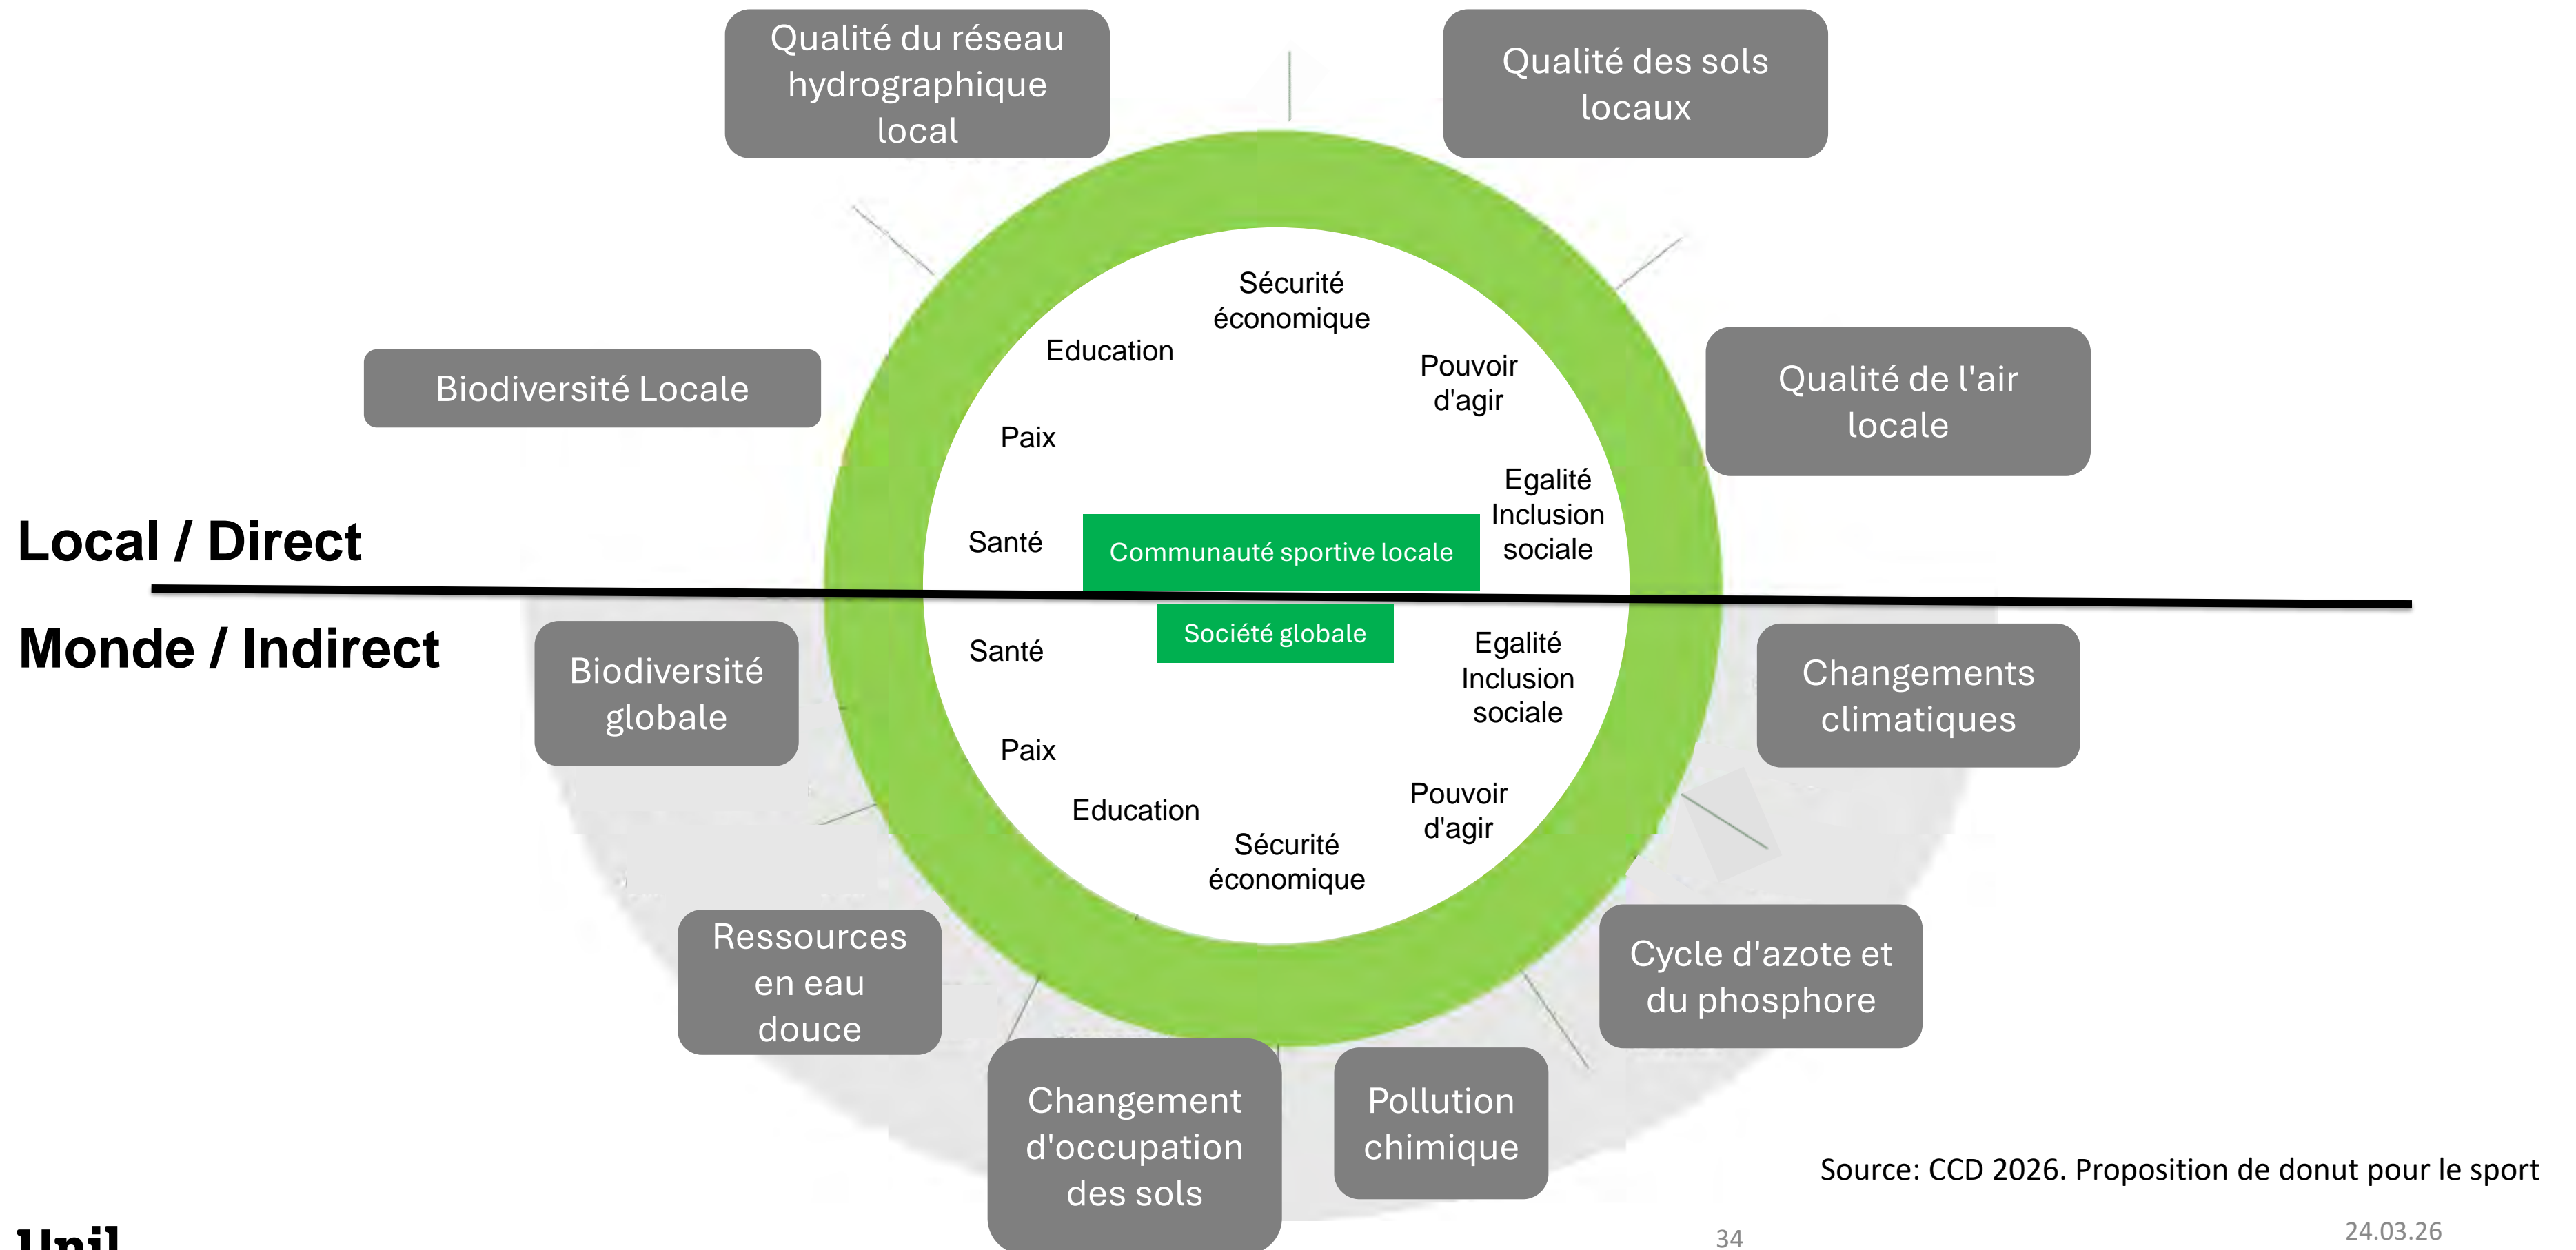 Qualité du réseau
hydrographique
local
Qualité des sols
locaux
Biodiversité Locale
Qualité de l'air
locale
Sécurité
économique
Education
Pouvoir
d'agir
Paix
Egalité
Inclusion
sociale
Santé
Communauté sportive locale
Local / Direct
Monde / Indirect
Société globale
Santé
Egalité
Inclusion
sociale
Paix
Education
Pouvoir
d'agir
Sécurité
économique
Biodiversité
globale
Changements
climatiques
Ressources
en eau
douce
Cycle d'azote et
du phosphore
Changement
d'occupation
des sols
Pollution
chimique
Source: CCD 2026. Proposition de donut pour le sport
Unil
34
24.03.26